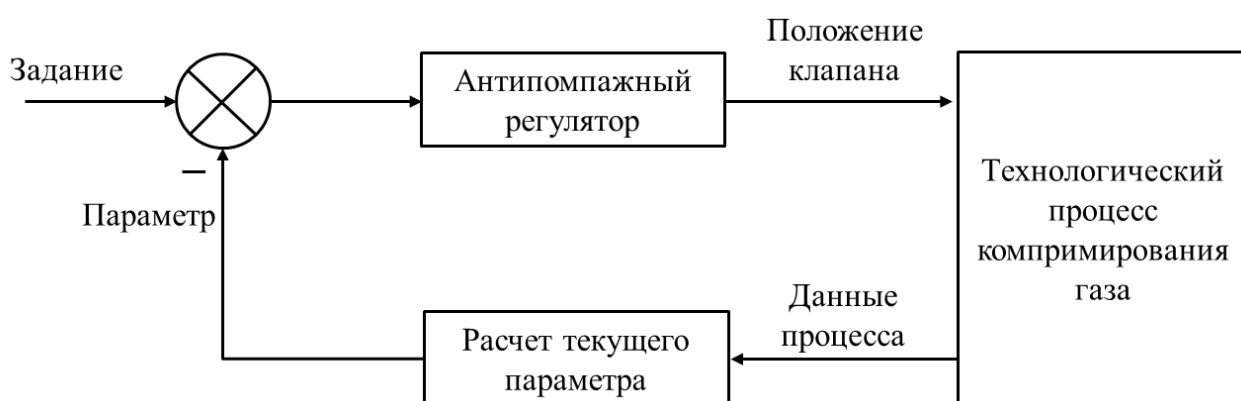 Задание
Антипомпажный
регулятор
Положение
клапана
Технологический
процесс
компримирования
газа
–
Параметр
Расчет текущего
параметра
Данные
процесса